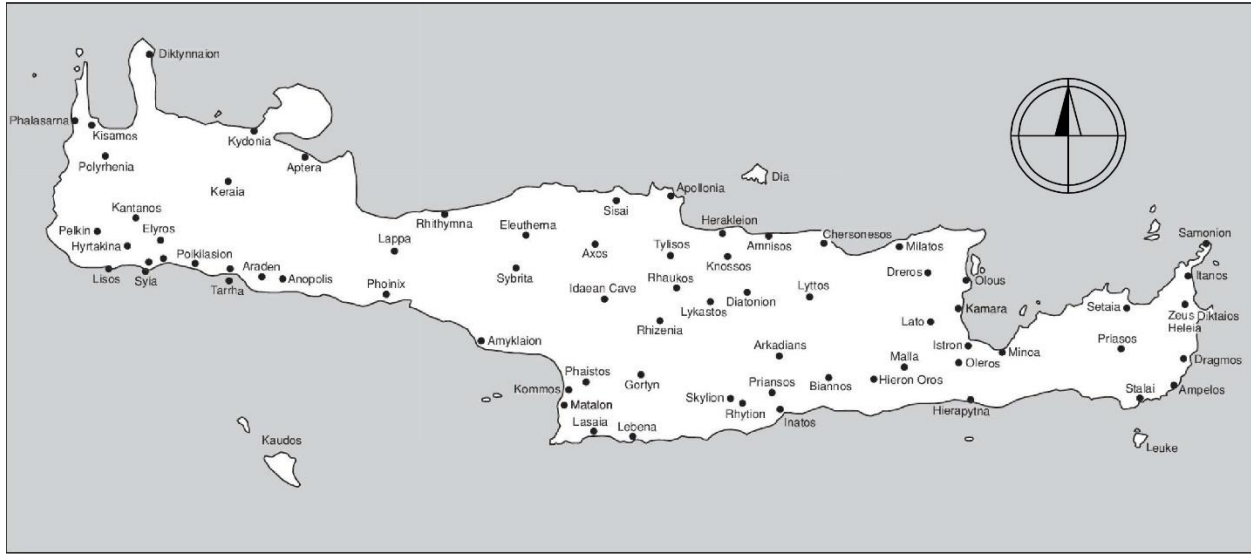 Diktynnaion
Phalasarna
Kisamos
Kydonia
Polyrhenia
Aptera
Keraia
Dia
Apollonia
Sisai
Kantanos
Rhithymna
Pelkin
Elyros
Eleutherna
Herakleion
Chersonesos
Samonion
Hyrtakina
Lappa
Axos
Tylisos
Amnisos
Milatos
Poikilasion
Knossos
Lisos
Syia
Araden
Anopolis
Sybrita
Rhaukos
Dreros
Olous
Itanos
Tarrha
Phoinix
Idaean Cave
Lykastos
Diatonion
Lyttos
Kamara
Setaia
Zeus Diktaios
Heleia
Rhizenia
Lato
Amyklaion
Arkadians
Istron
Minoa
Priasos
Malla
Oleros
Dragmos
Phaistos
Gortyn
Priansos
Biannos
Hieron Oros
Kommos
Skylion
Stalai
Ampelos
Matalon
Rhytion
Inatos
Hierapytna
Lasaia
Lebena
Kaudos
Leuke